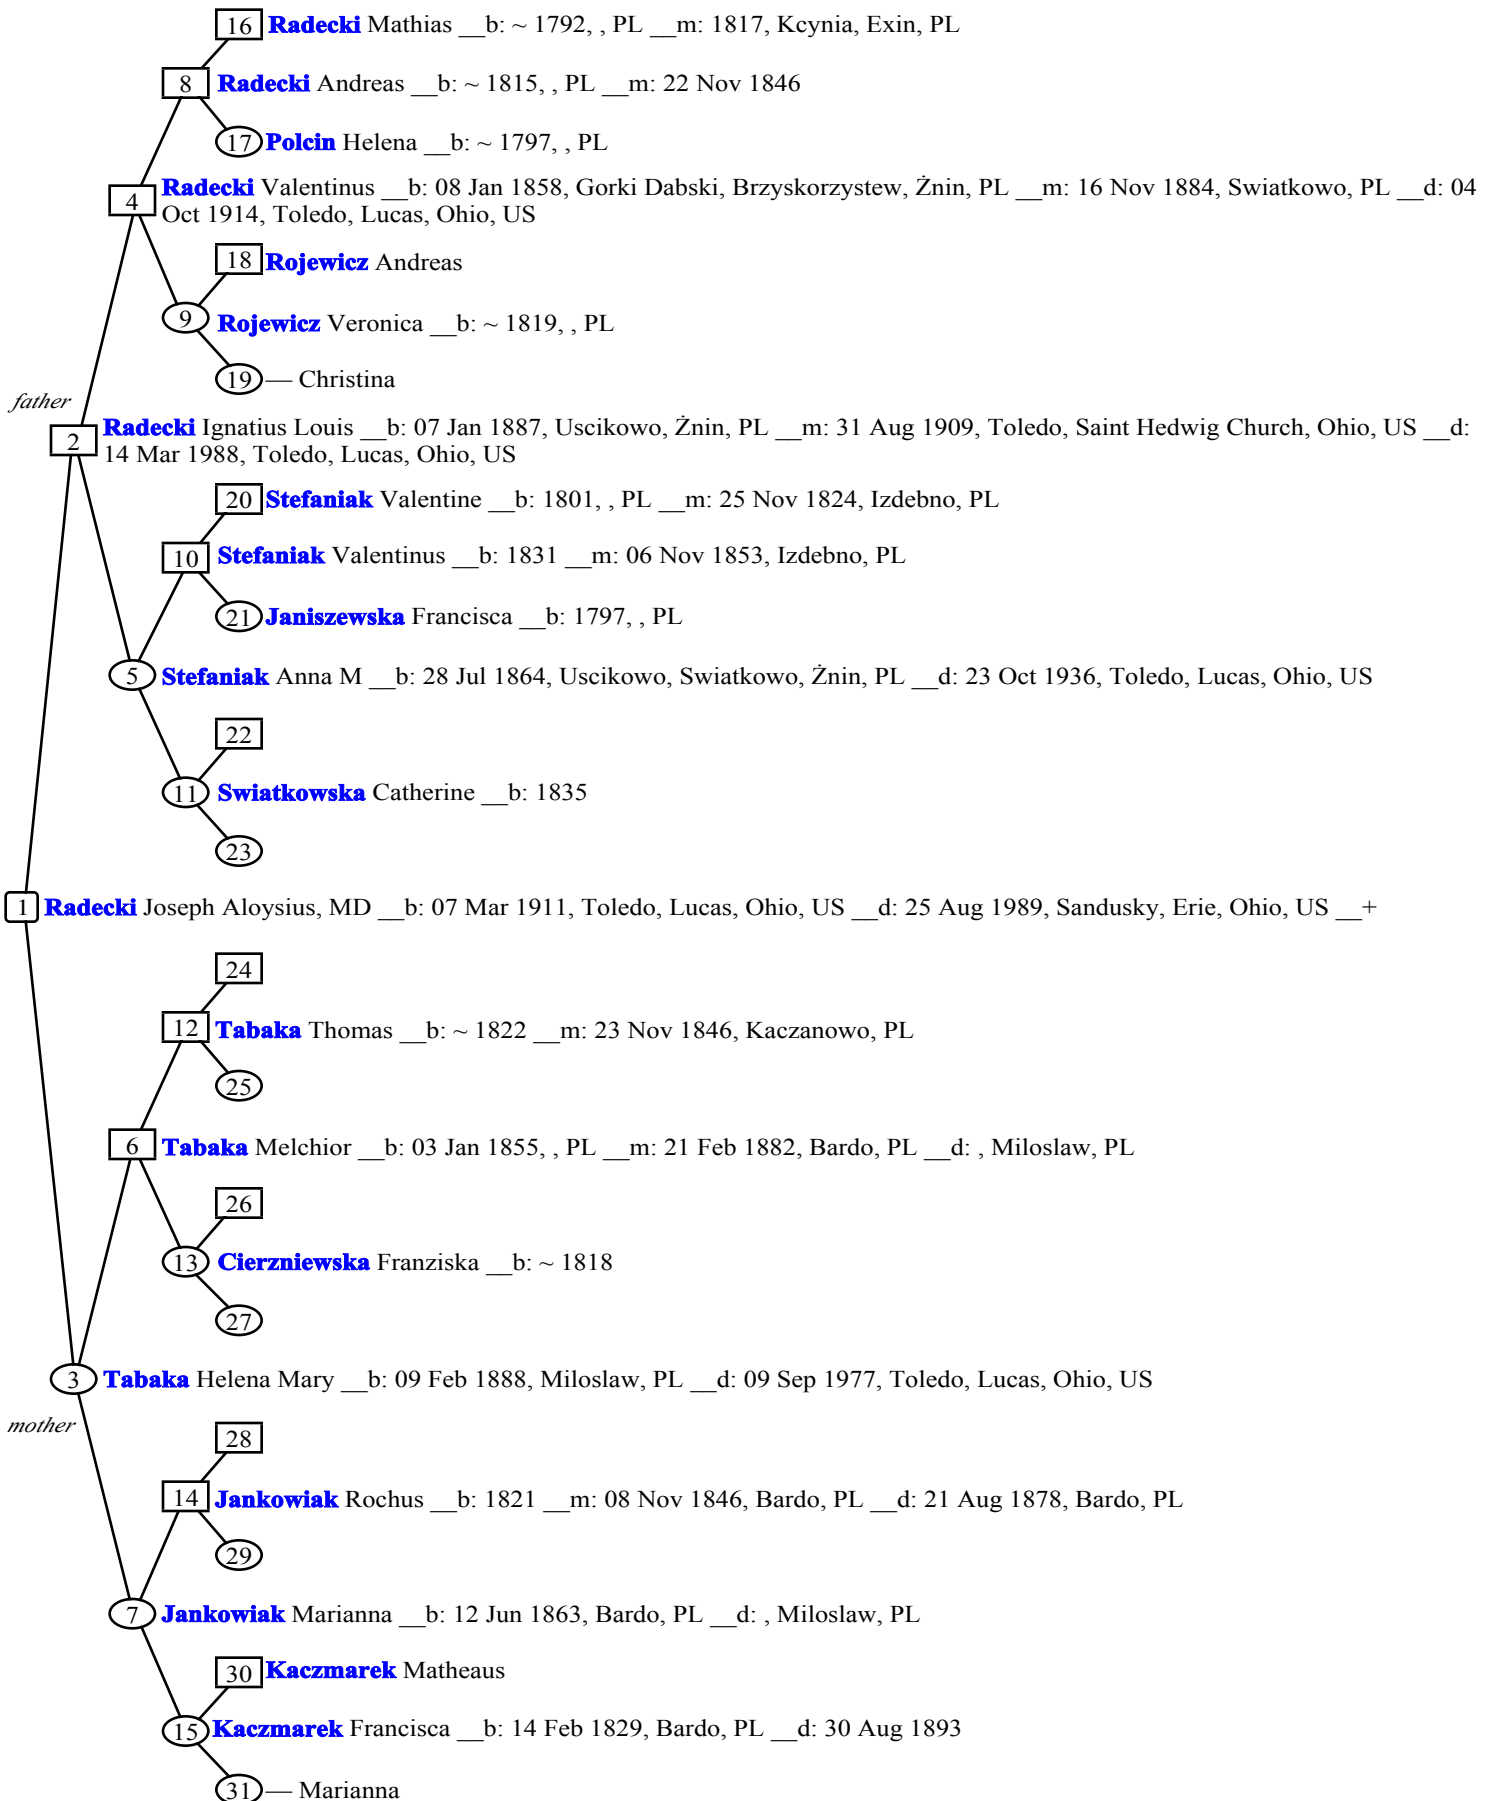 16 Radecki Mathias __b: ~ 1792, , PL __m: 1817, Kcynia, Exin, PL
8 Radecki Andreas __b: ~ 1815, , PL __m: 22 Nov 1846
17 Polcin Helena __b: ~ 1797, , PL
4 Radecki Valentinus __b: 08 Jan 1858, Gorki Dabski, Brzyskorzystew, Żnin, PL __m: 16 Nov 1884, Swiatkowo, PL __d: 04
Oct 1914, Toledo, Lucas, Ohio, US
18 Rojewicz Andreas
9 Rojewicz Veronica __b: ~ 1819, , PL
19 — Christina
father
2 Radecki Ignatius Louis __b: 07 Jan 1887, Uscikowo, Żnin, PL __m: 31 Aug 1909, Toledo, Saint Hedwig Church, Ohio, US __d:
14 Mar 1988, Toledo, Lucas, Ohio, US
20 Stefaniak Valentine __b: 1801, , PL __m: 25 Nov 1824, Izdebno, PL
10 Stefaniak Valentinus __b: 1831 __m: 06 Nov 1853, Izdebno, PL
21 Janiszewska Francisca __b: 1797, , PL
5 Stefaniak Anna M __b: 28 Jul 1864, Uscikowo, Swiatkowo, Żnin, PL __d: 23 Oct 1936, Toledo, Lucas, Ohio, US
22
11 Swiatkowska Catherine __b: 1835
23
1 Radecki Joseph Aloysius, MD __b: 07 Mar 1911, Toledo, Lucas, Ohio, US __d: 25 Aug 1989, Sandusky, Erie, Ohio, US __+
24
12 Tabaka Thomas __b: ~ 1822 __m: 23 Nov 1846, Kaczanowo, PL
25
6 Tabaka Melchior __b: 03 Jan 1855, , PL __m: 21 Feb 1882, Bardo, PL __d: , Miloslaw, PL
26
13 Cierzniewska Franziska __b: ~ 1818
27
3 Tabaka Helena Mary __b: 09 Feb 1888, Miloslaw, PL __d: 09 Sep 1977, Toledo, Lucas, Ohio, US
mother
28
14 Jankowiak Rochus __b: 1821 __m: 08 Nov 1846, Bardo, PL __d: 21 Aug 1878, Bardo, PL
29
7 Jankowiak Marianna __b: 12 Jun 1863, Bardo, PL __d: , Miloslaw, PL
30 Kaczmarek Matheaus
15 Kaczmarek Francisca __b: 14 Feb 1829, Bardo, PL __d: 30 Aug 1893
31 — Marianna